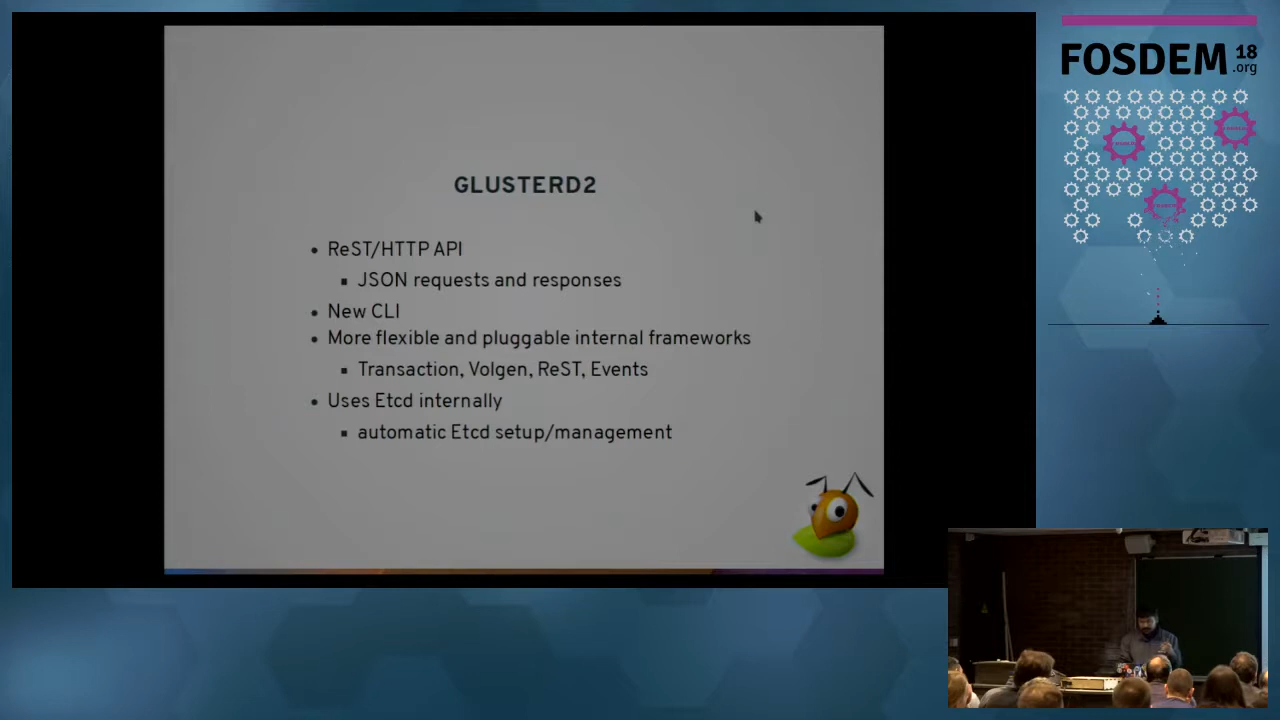 GLUSTERD2
• ReST/HTTP API
▪ JSON requests and responses
• New CLI
• More flexible and pluggable internal frameworks
▪ Transaction, Volgen, ReST, Events
• Uses Etcd internally
▪ automatic Etcd setup/management
FOSDEM 18
.org